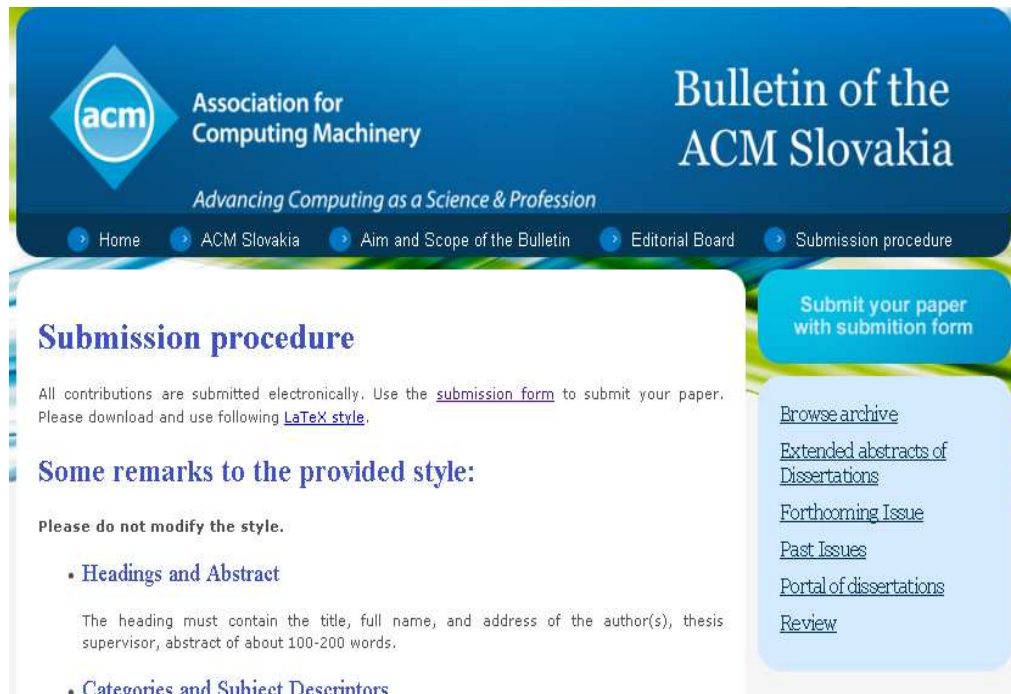 acm
Association for
Computing Machinery
Advancing Computing as a Science & Profession
Bulletin of the
ACM Slovakia
Home ACM Slovakia Aim and Scope of the Bulletin Editorial Board Submission procedure
Submission procedure
All contributions are submitted electronically. Use the submission form to submit your paper.
Please download and use following LaTeX style.
Some remarks to the provided style:
Please do not modify the style.
• Headings and Abstract
The heading must contain the title, full name, and address of the author(s), thesis
supervisor, abstract of about 100-200 words.
• Categories and Subject Descriptors
Submit your paper
with submition form
Browse archive
Extended abstracts of
Dissertations
Forthcoming Issue
Past Issues
Portal of dissertations
Review